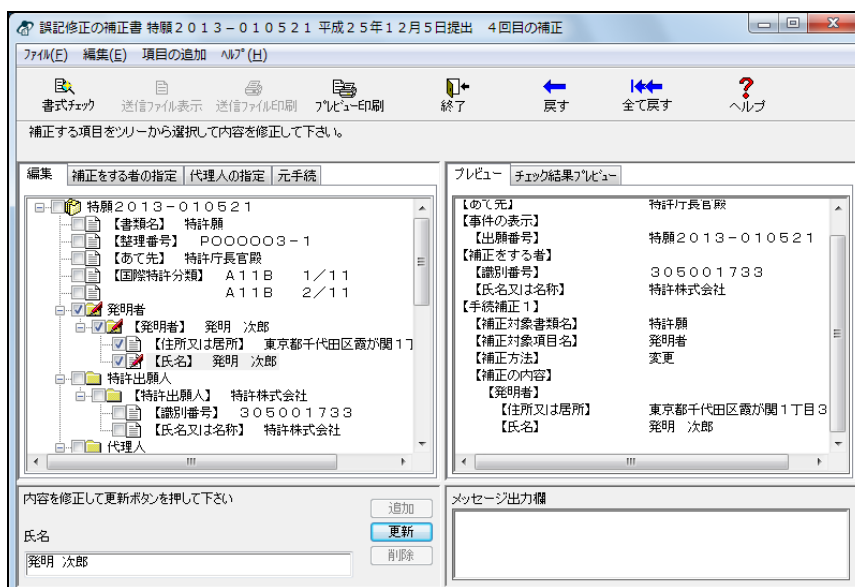 誤記修正の補正書 特願２０１３－０１０５２１ 平成２５年１２月５日提出　４回目の補正
ﾌｧｲﾙ(F)　編集(E)　項目の追加　ﾍﾙﾌﾟ(H)
書式チェック　送信ファイル表示　送信ファイル印刷　プレビュー印刷　終了　戻す　全て戻す　ヘルプ
補正する項目をツリーから選択して内容を修正して下さい。
編集　補正をする者の指定　代理人の指定　元手続
特願２０１３－０１０５２１
【書類名】　特許願
【整理番号】　Ｐ０００００３－１
【あて先】　特許庁長官殿
【国際特許分類】　Ａ１１Ｂ　１／１１
Ａ１１Ｂ　２／１１
発明者
【発明者】　発明　次郎
【住所又は居所】　東京都千代田区霞が関１丁
【氏名】　発明　次郎
特許出願人
【特許出願人】　特許株式会社
【識別番号】　３０５００１７３３
【氏名又は名称】　特許株式会社
代理人
プレビュー　チェック結果プレビュー
【あて先】　特許庁長官殿
【事件の表示】
【出願番号】　特願２０１３－０１０５２１
【補正をする者】
【識別番号】　３０５００１７３３
【氏名又は名称】　特許株式会社
【手続補正１】
【補正対象書類名】　特許願
【補正対象項目名】　発明者
【補正方法】　変更
【補正の内容】
【発明者】
【住所又は居所】　東京都千代田区霞が関１丁目３
【氏名】　発明　次郎
内容を修正して更新ボタンを押して下さい
追加
更新
削除
氏名
発明　次郎
メッセージ出力欄